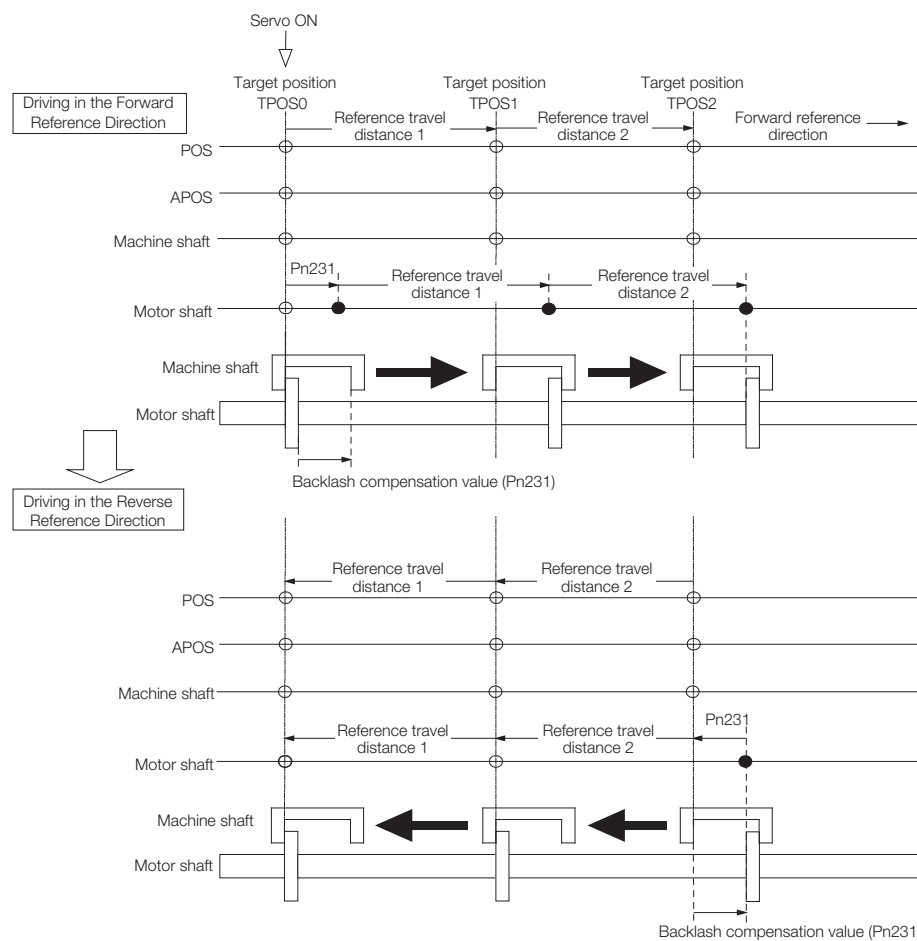 Servo ON
Target position
TPOS0
Target position
TPOS1
Target position
TPOS2
Driving in the Forward
Reference Direction
Reference travel
distance 1
Reference travel
distance 2
Forward reference
direction
POS
APOS
Machine shaft
Pn231
Reference travel
distance 1
Reference travel
distance 2
Motor shaft
Machine shaft
Motor shaft
Backlash compensation value (Pn231)
Driving in the Reverse
Reference Direction
Reference travel
distance 1
Reference travel
distance 2
POS
APOS
Machine shaft
Reference travel
distance 1
Reference travel
distance 2
Pn231
Motor shaft
Machine shaft
Motor shaft
Backlash compensation value (Pn231